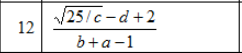 12
√25/c − d + 2
b + a − 1